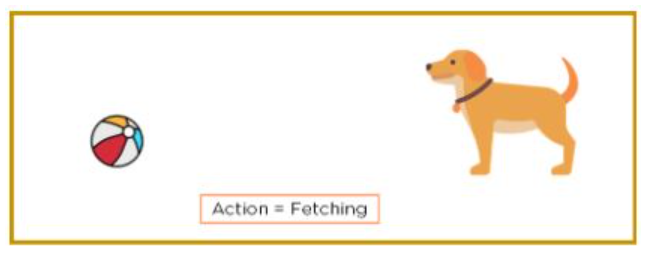 Action = Fetching